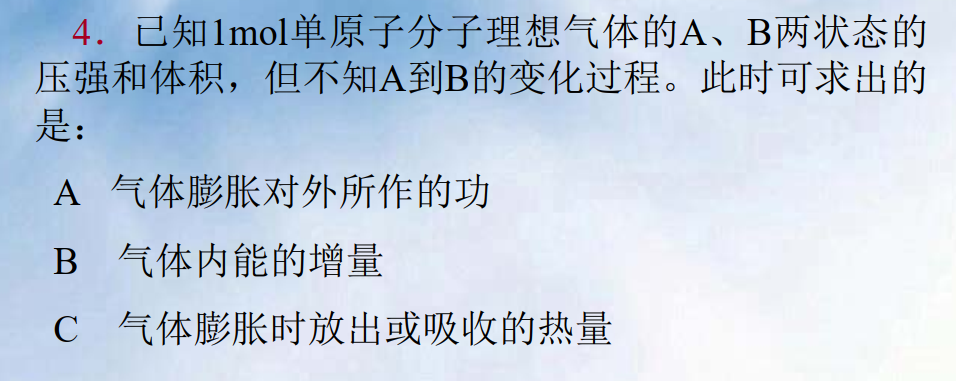 4．已知1mol单原子分子理想气体的A、B两状态的
压强和体积，但不知A到B的变化过程。此时可求出的
是：
A 气体膨胀对外所作的功
B 气体内能的增量
C 气体膨胀时放出或吸收的热量